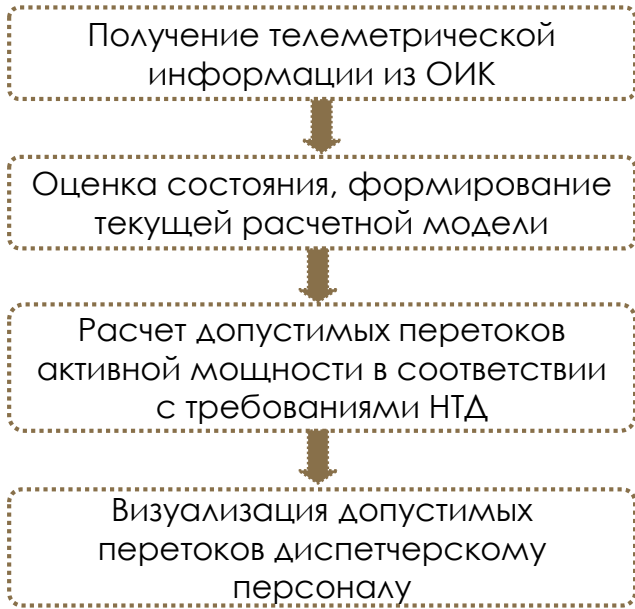 Получение телеметрической
информации из ОИК
Оценка состояния, формирование
текущей расчетной модели
Расчет допустимых перетоков
активной мощности в соответствии
с требованиями НТД
Визуализация допустимых
перетоков диспетчерскому
персоналу